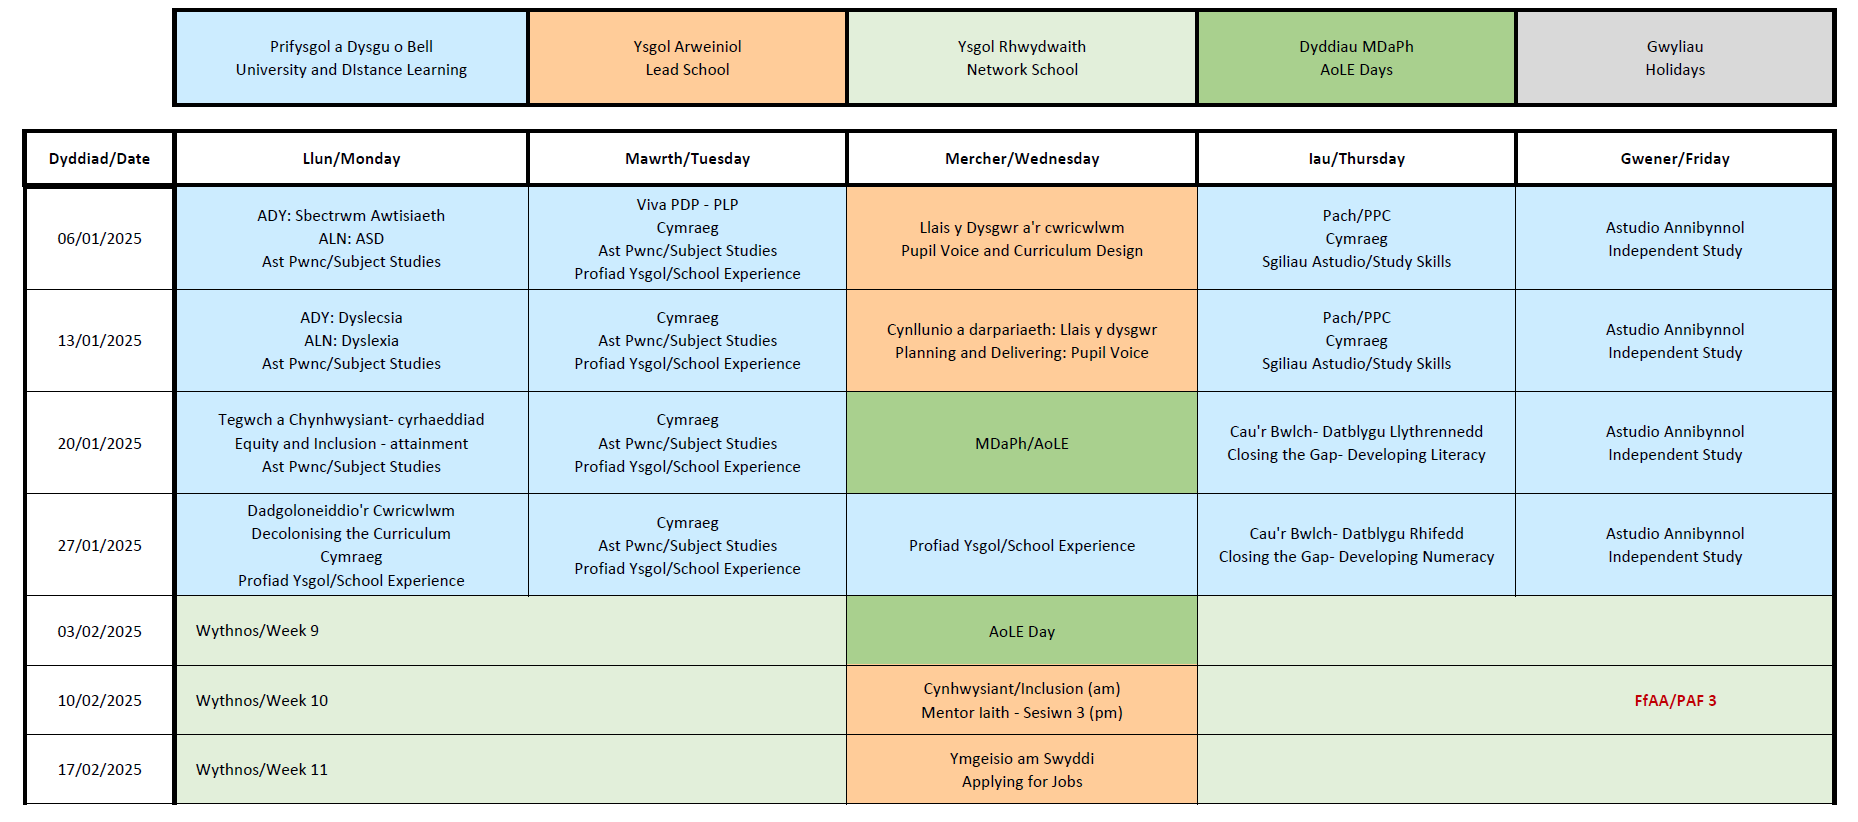 Prifysgol a Dysgu o Bell
University and DIstance Learning
Ysgol Arweiniol
Lead School
Ysgol Rhwydwaith
Network School
Dyddiau MDaPh
AoLE Days
Gwyliau
Holidays
Dyddiad/Date
Llun/Monday
Mawrth/Tuesday
Mercher/Wednesday
Iau/Thursday
Gwener/Friday
06/01/2025
ADY: Sbectrwm Awtisiaeth
ALN: ASD
Ast Pwnc/Subject Studies
Viva PDP - PLP
Cymraeg
Ast Pwnc/Subject Studies
Profiad Ysgol/School Experience
Llais y Dysgwr a'r cwricwlwm
Pupil Voice and Curriculum Design
Pach/PPC
Cymraeg
Sgiliau Astudio/Study Skills
Astudio Annibynnol
Independent Study
13/01/2025
ADY: Dyslecsia
ALN: Dyslexia
Ast Pwnc/Subject Studies
Cymraeg
Ast Pwnc/Subject Studies
Profiad Ysgol/School Experience
Cynllunio a darpariaeth: Llais y dysgwr
Planning and Delivering: Pupil Voice
Pach/PPC
Cymraeg
Sgiliau Astudio/Study Skills
Astudio Annibynnol
Independent Study
20/01/2025
Tegwch a Chynhwysiant- cyrhaeddiad
Equity and Inclusion - attainment
Ast Pwnc/Subject Studies
Cymraeg
Ast Pwnc/Subject Studies
Profiad Ysgol/School Experience
MDaPh/AoLE
Cau'r Bwlch- Datblygu Llythrennedd
Closing the Gap- Developing Literacy
Astudio Annibynnol
Independent Study
27/01/2025
Dadgoloneiddio'r Cwricwlwm
Decolonising the Curriculum
Cymraeg
Profiad Ysgol/School Experience
Cymraeg
Ast Pwnc/Subject Studies
Profiad Ysgol/School Experience
Profiad Ysgol/School Experience
Cau'r Bwlch- Datblygu Rhifedd
Closing the Gap- Developing Numeracy
Astudio Annibynnol
Independent Study
03/02/2025
Wythnos/Week 9
AoLE Day
10/02/2025
Wythnos/Week 10
Cynhwysiant/Inclusion (am)
Mentor Iaith - Sesiwn 3 (pm)
FfAA/PAF 3
17/02/2025
Wythnos/Week 11
Ymgeisio am Swyddi
Applying for Jobs